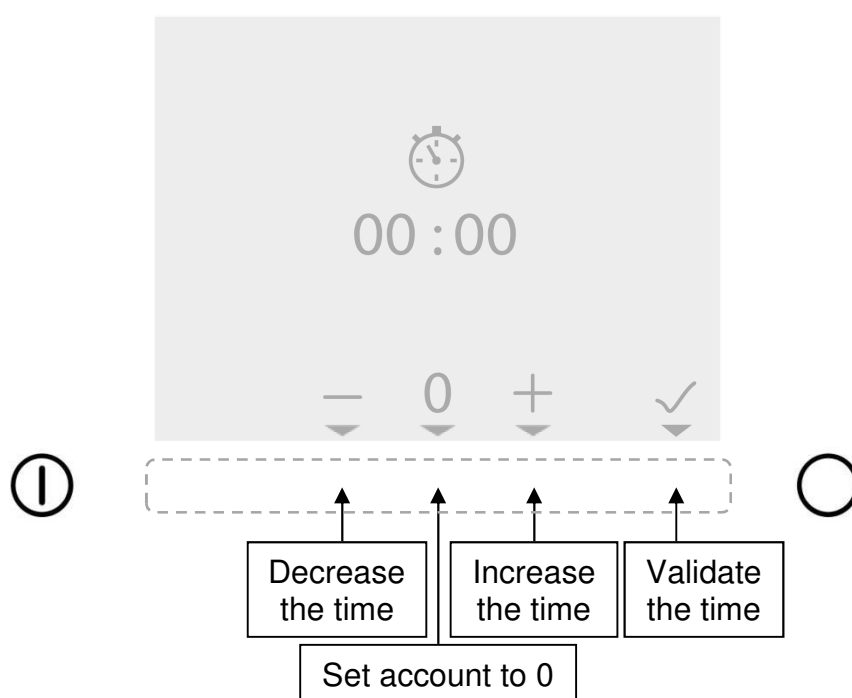 00 : 00
— 0 + ✓
Decrease
the time
Increase
the time
Validate
the time
Set account to 0